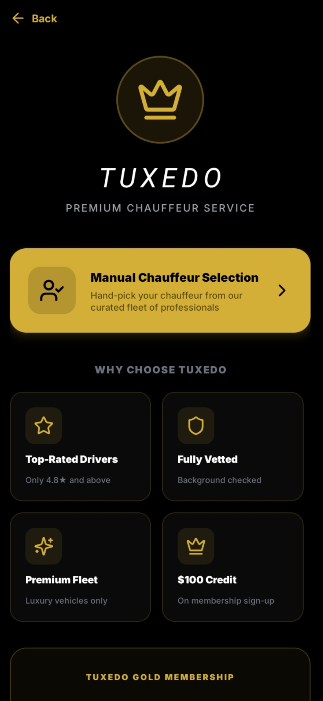 Back
TUXEDO
PREMIUM CHAUFFEUR SERVICE
Manual Chauffeur Selection
Hand-pick your chauffeur from our
curated fleet of professionals
WHY CHOOSE TUXEDO
Top-Rated Drivers
Only 4.8★ and above
Fully Vetted
Background checked
Premium Fleet
Luxury vehicles only
$100 Credit
On membership sign-up
TUXEDO GOLD MEMBERSHIP